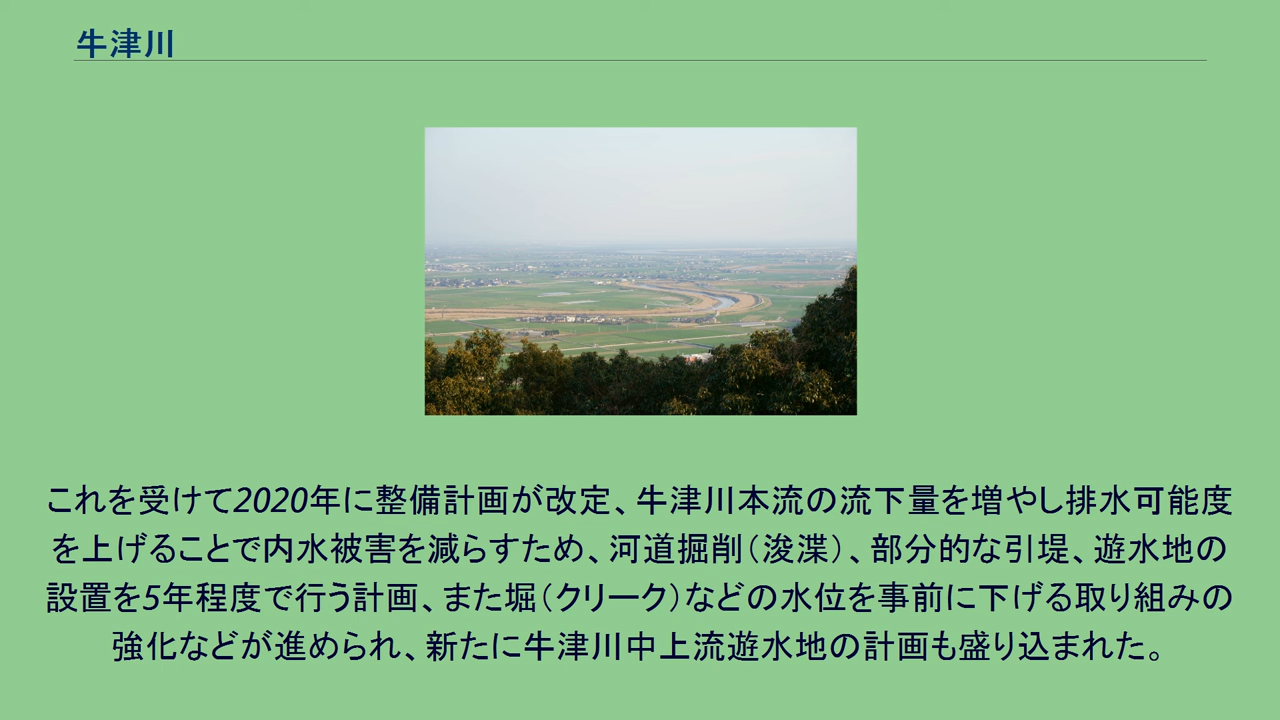 牛津川
これを受けて2020年に整備計画が改定、牛津川本流の流下量を増やし排水可能度
を上げることで内水被害を減らすため、河道掘削（浚渫）、部分的な引堤、遊水地の
設置を5年程度で行う計画、また堀（クリーク）などの水位を事前に下げる取り組みの
強化などが進められ、新たに牛津川中上流遊水地の計画も盛り込まれた。